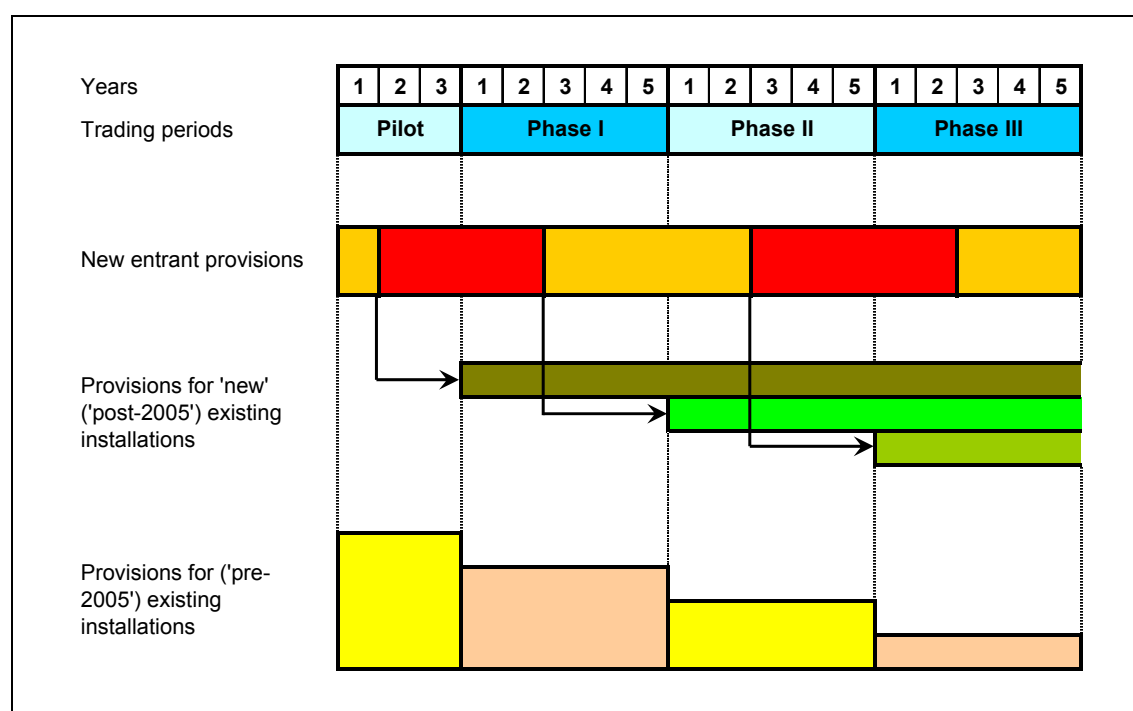 Years 1 2 3 1 2 3 4 5 1 2 3 4 5 1 2 3 4 5
Trading periods Pilot Phase I Phase II Phase III
New entrant provisions
Provisions for 'new'
('post-2005') existing
installations
Provisions for ('pre-
2005') existing
installations